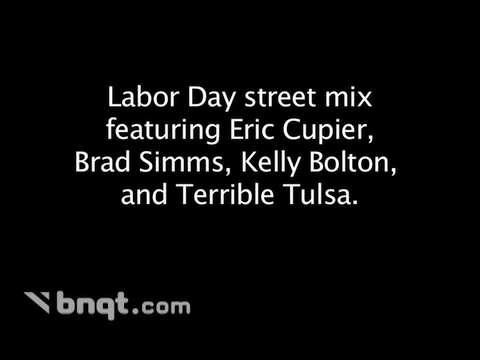 Labor Day street mix
featuring Eric Cupier,
Brad Simms, Kelly Bolton,
and Terrible Tulsa.
bnqt.com